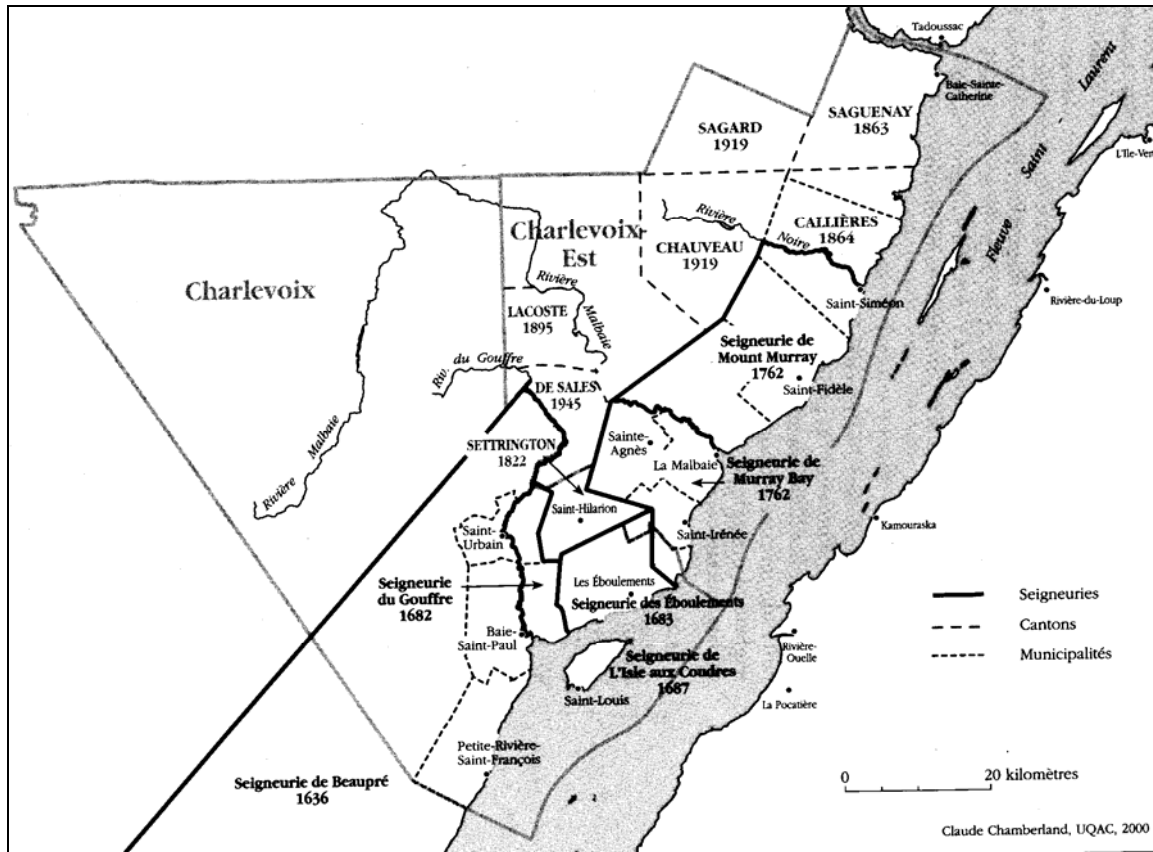 Tadoussac
Baie-Sainte-
Catherine
Laurent
Saint
Fleuve
L'Ile-Vert
SAGARD
1919
SAGUENAY
1863
Rivière
Noire
CALLIÈRES
1864
CHAUVEAU
1919
Charlevoix
Charlevoix-
Est
Rivière
Malbaie
LACOSTE
1895
Saint-Siméon
Rivière-du-Loup
Seigneurie de
Mount Murray
1762
Saint-Fidèle
Riv. du Gouffre
DE SALES
1945
Rivière Malbaie
SETTRINGTON
1822
Sainte-
Agnès
La Malbaie
Seigneurie de
Murray Bay
1762
Saint-Hilarion
Saint-Irénée
Kamouraska
Saint-
Urbain
Seigneurie
du Gouffre
1682
Les Éboulements
Seigneurie des Éboulements
1683
Baie-
Saint-Paul
Seigneurie de
L'Isle aux Coudres
1687
Saint-Louis
Rivière-
Ouelle
La Pocatière
Petite-Rivière-
Saint-François
Seigneurie de Beaupré
1636
Seigneuries
Cantons
Municipalités
0 20 kilomètres
Claude Chamberland, UQAC, 2000